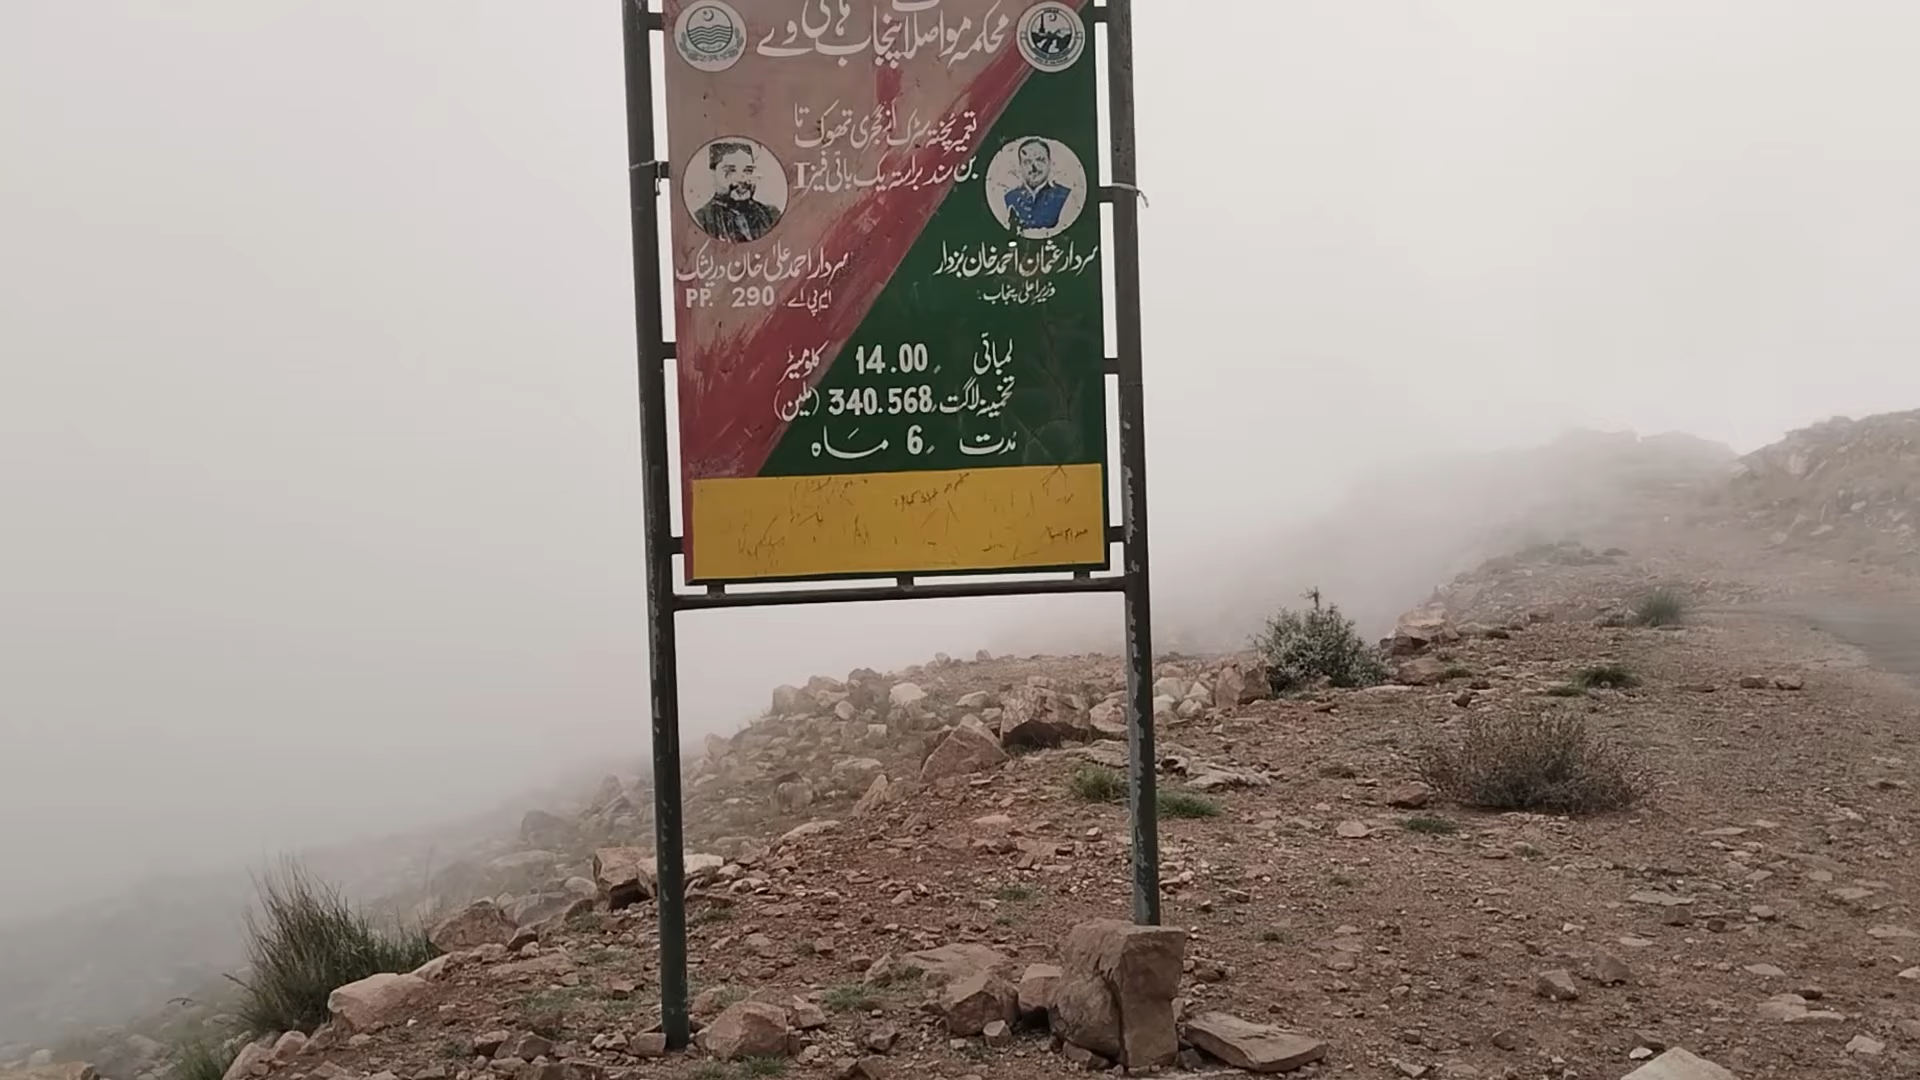 محکمہ مواصلات پنجاب ہائی وے
تعمیر پختہ سڑک از گجری تھوک تا
بن سند براستہ یک بائی فیز I
سردار احمد علی خان دریشک
ایم پی اے PP. 290
سردار عثمان احمد خان بزدار
وزیر اعلیٰ پنجاب
لمبائی 14.00 کلومیٹر
تخمینہ لاگت 340.568 (ملین)
مدت 6 ماہ